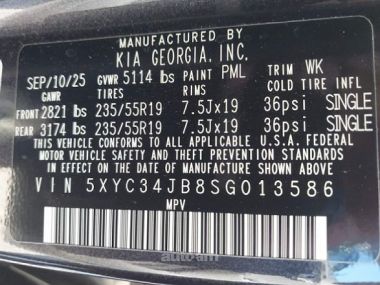 MFD BY KIA GEORGIA, INC.
SEP/10/25 GVWR 5114 lbs PAINT PML TRIM WK
GAWR TIRES RIMS COLD TIRE INFL
FRONT 2821 lbs 235/55R19 7.5Jx19 36psi SINGLE
REAR 3174 lbs 235/55R19 7.5Jx19 36psi SINGLE
THIS VEHICLE CONFORMS TO ALL APPLICABLE U.S.A. FEDERAL
MOTOR VEHICLE SAFETY, BUMPER, AND THEFT PREVENTION
STANDARDS IN EFFECT ON THE DATE OF MANUFACTURE SHOWN ABOVE.
VIN 5XYC34JB8SG013586
MPV
autoam